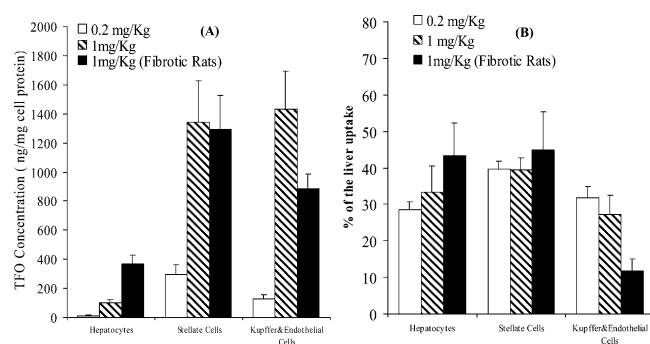 (A)
0.2 mg/Kg
1mg/Kg
1mg/Kg (Fibrotic Rats)
TFO Concentration ( ng/mg cell protein)
1800
1600
1400
1200
1000
800
600
400
200
0
Hepatocytes
Stellate Cells
Kupffer&Endothelial
Cells
(B)
0.2 mg/Kg
1 mg/Kg
1mg/Kg (Fibrotic Rats)
% of the liver uptake
80
70
60
50
40
30
20
10
0
Hepatocytes
Stellate Cells
Kupffer&Endothelial
Cells